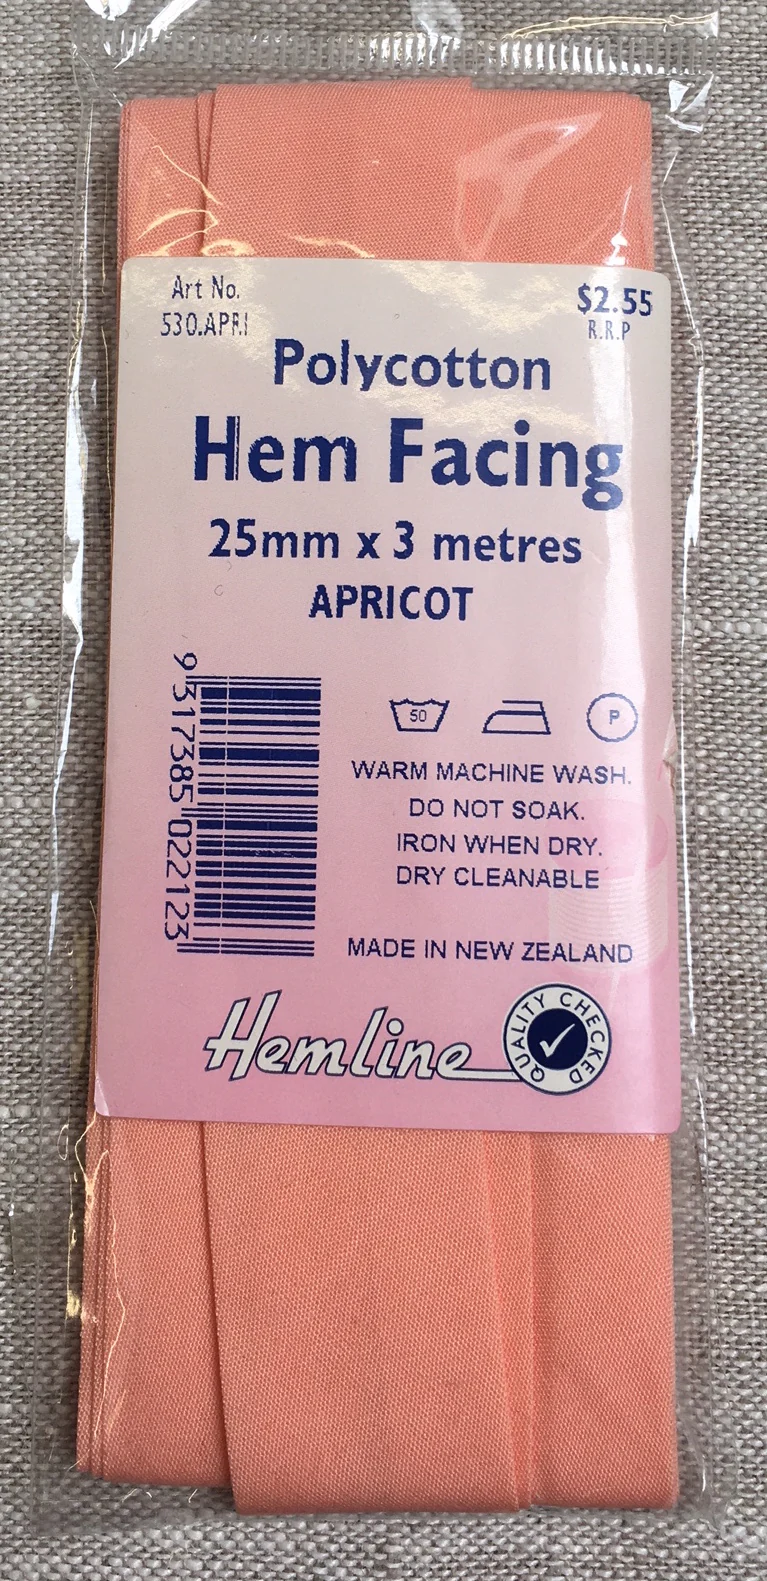 Art No.
530.APRI
$2.55
R.R.P
Polycotton
Hem Facing
25mm x 3 metres
APRICOT
9 317385 022123
50
P
WARM MACHINE WASH.
DO NOT SOAK.
IRON WHEN DRY.
DRY CLEANABLE
MADE IN NEW ZEALAND
Hemline
QUALITY CHECKED